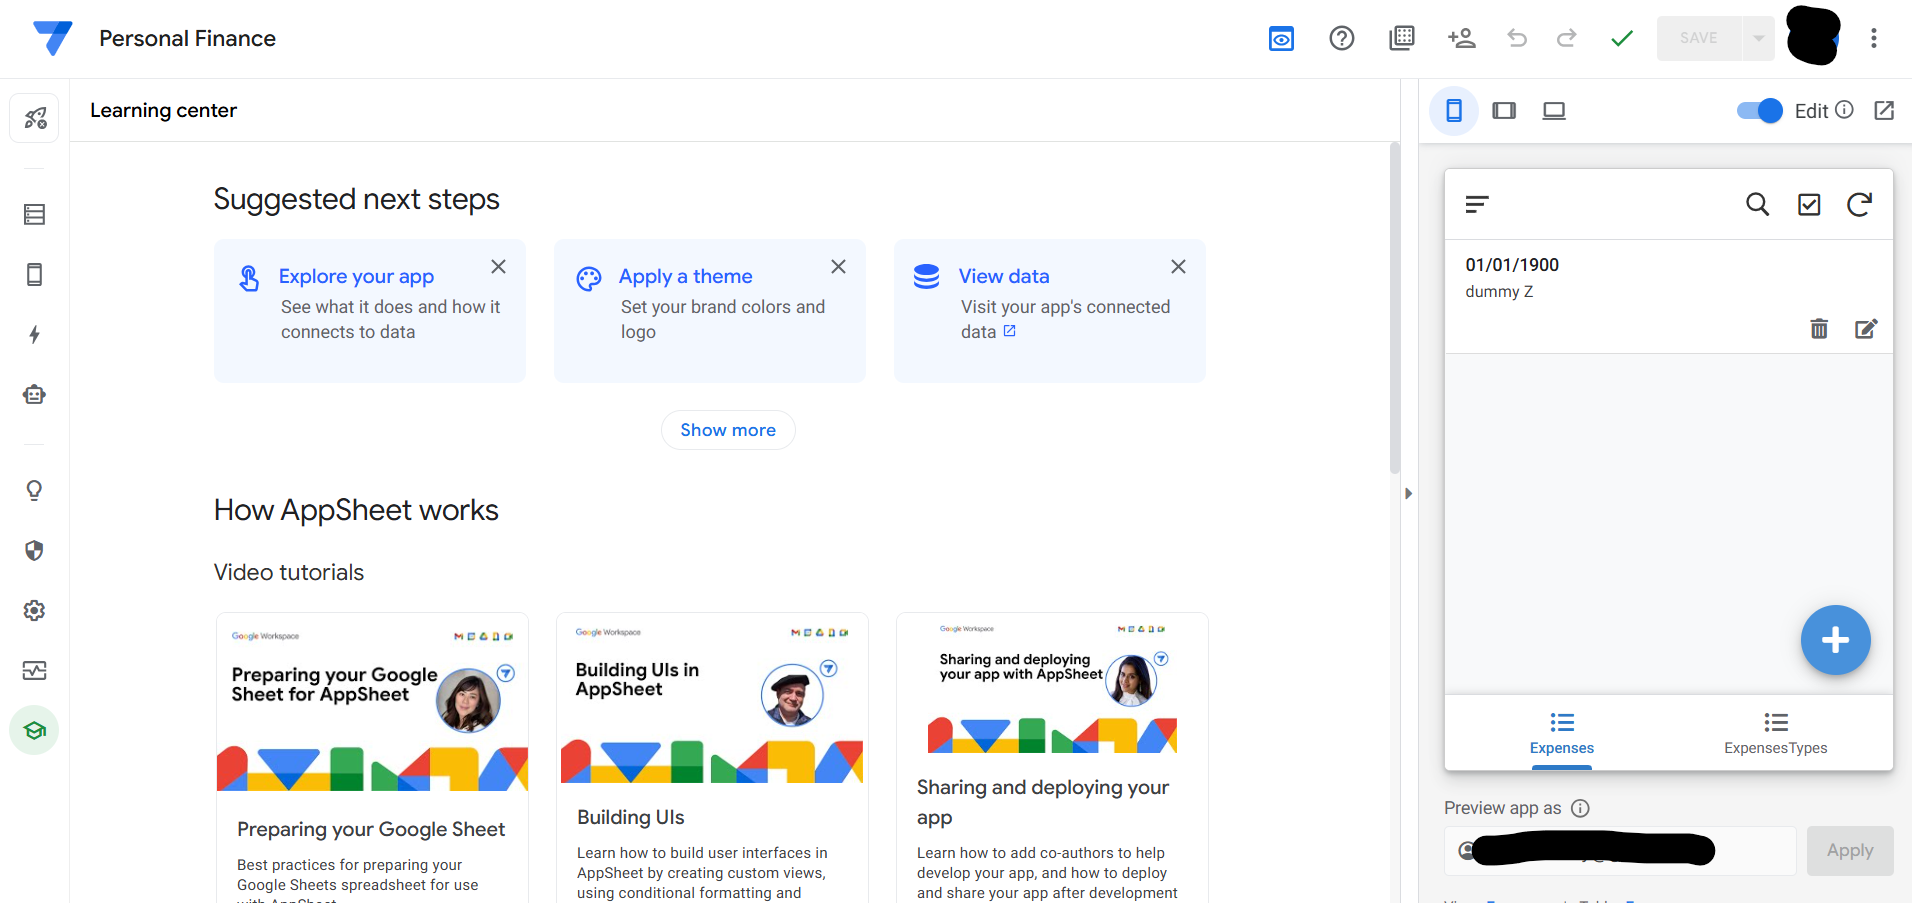 Personal Finance
SAVE
Learning center
Edit
Suggested next steps
Explore your app
See what it does and how it
connects to data
Apply a theme
Set your brand colors and
logo
View data
Visit your app's connected
data
Show more
How AppSheet works
Video tutorials
Google Workspace
Preparing your Google
Sheet for AppSheet
Preparing your Google Sheet
Best practices for preparing your
Google Sheets spreadsheet for use
with AppSheet
Google Workspace
Building UIs in
AppSheet
Building UIs
Learn how to build user interfaces in
AppSheet by creating custom views,
using conditional formatting and
Google Workspace
Sharing and deploying
your app with AppSheet
Sharing and deploying your
app
Learn how to add co-authors to help
develop your app, and how to deploy
and share your app after development
01/01/1900
dummy Z
Expenses
ExpensesTypes
Preview app as
Apply